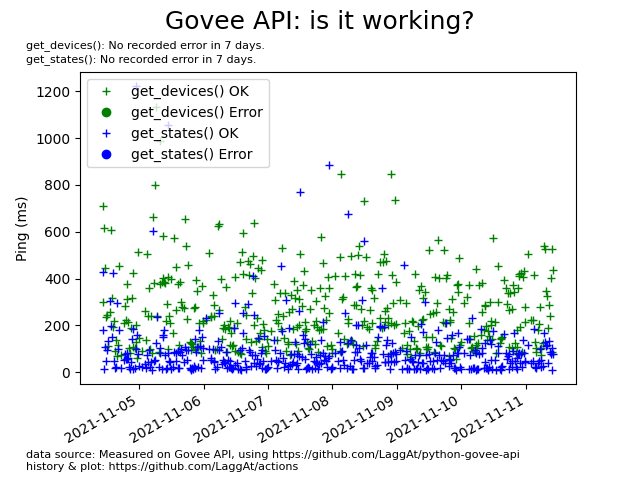 Govee API: is it working?
get_devices(): No recorded error in 7 days.
get_states(): No recorded error in 7 days.
get_devices() OK
get_devices() Error
get_states() OK
get_states() Error
Ping (ms)
1200
1000
800
600
400
200
0
2021-11-05
2021-11-06
2021-11-07
2021-11-08
2021-11-09
2021-11-10
2021-11-11
data source: Measured on Govee API, using https://github.com/LaggAt/python-govee-api
history & plot: https://github.com/LaggAt/actions